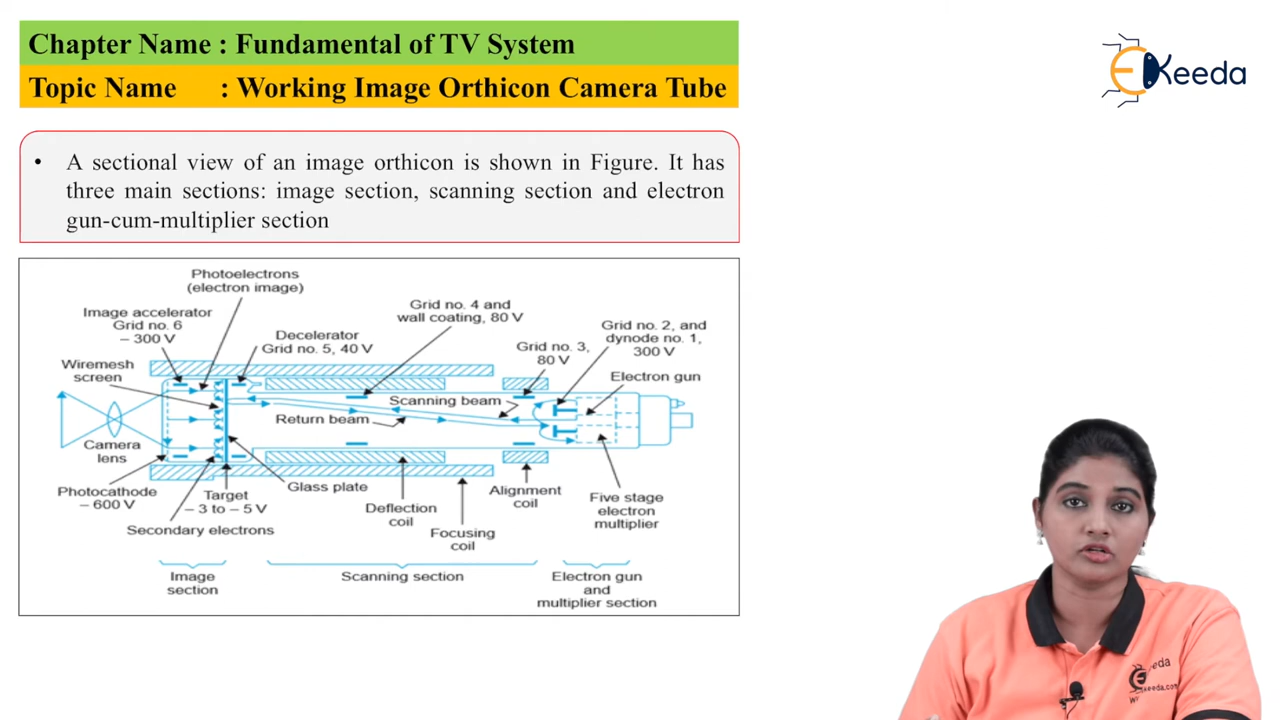 Chapter Name : Fundamental of TV System
Topic Name : Working Image Orthicon Camera Tube
Keeda
• A sectional view of an image orthicon is shown in Figure. It has
three main sections: image section, scanning section and electron
gun-cum-multiplier section
Photoelectrons
(electron image)
Image accelerator
Grid no. 6
– 300 V
Decelerator
Grid no. 5, 40 V
Grid no. 4 and
wall coating, 80 V
Grid no. 3,
80 V
Grid no. 2, and
dynode no. 1,
300 V
Wiremesh
screen
Electron gun
Scanning beam
Return beam
Camera
lens
Photocathode
– 600 V
Target
– 3 to – 5 V
Secondary electrons
Glass plate
Deflection
coil
Focusing
coil
Alignment
coil
Five stage
electron
multiplier
Image
section
Scanning section
Electron gun
and
multiplier section